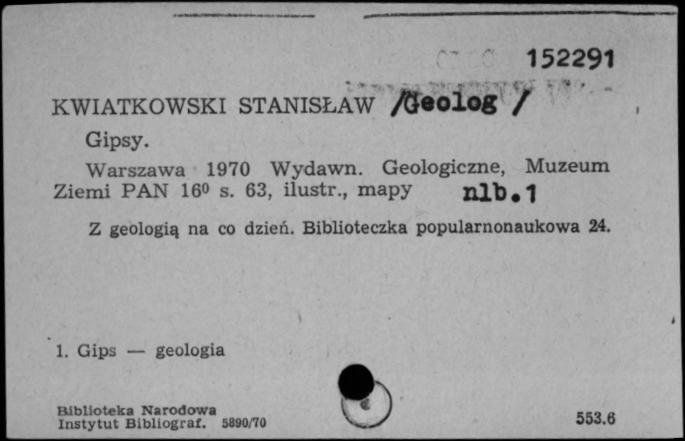 152291
KWIATKOWSKI STANISŁAW /Geolog /
Gipsy.
Warszawa 1970 Wydawn. Geologiczne, Muzeum
Ziemi PAN 16⁰ s. 63, ilustr., mapy nlb.1
Z geologią na co dzień. Biblioteczka popularnonaukowa 24.
1. Gips — geologia
Biblioteka Narodowa
Instytut Bibliograf. 5890/70
553.6